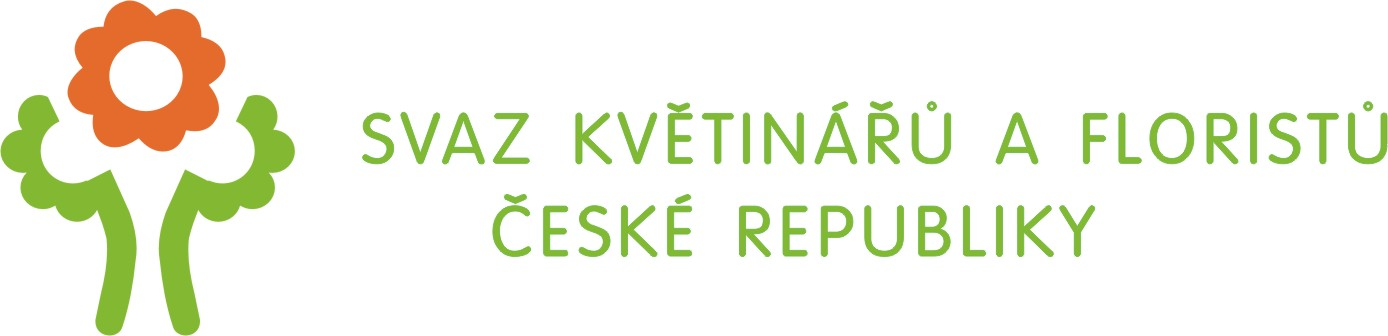 SVAZ KVĚTINÁŘŮ A FLORISTŮ
ČESKÉ REPUBLIKY